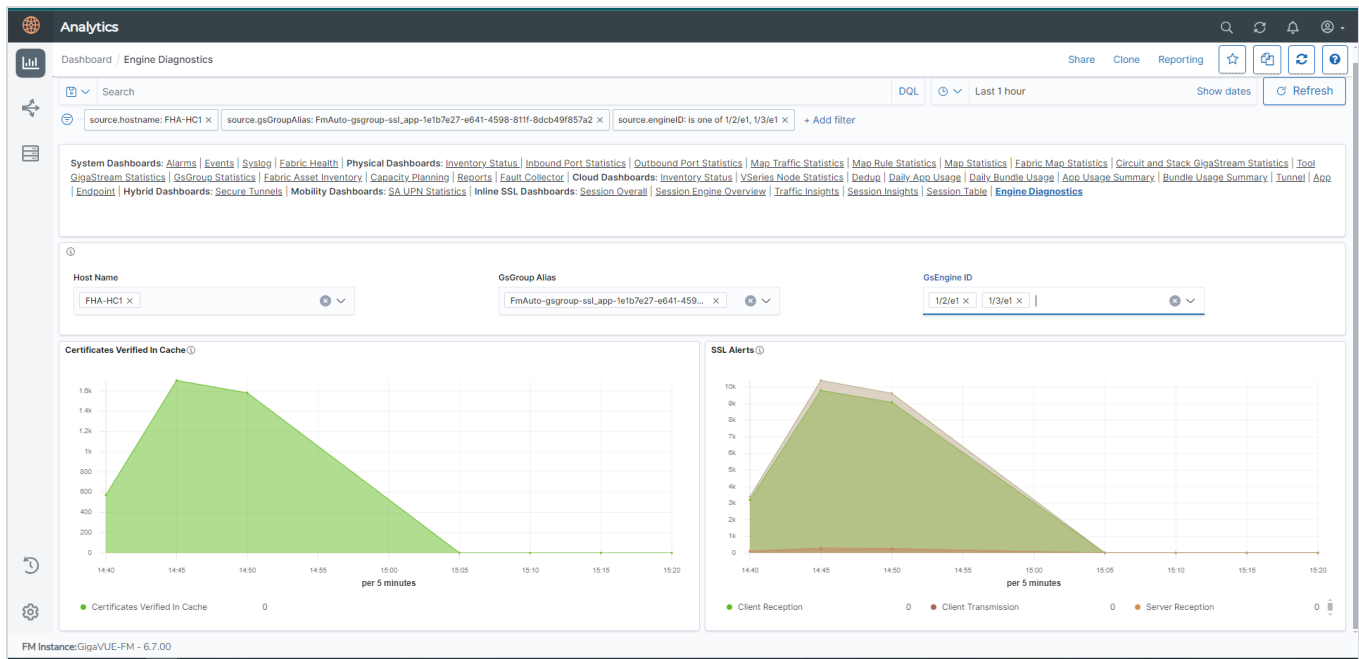 Analytics
Dashboard / Engine Diagnostics
Share Clone Reporting
Search
DQL
Last 1 hour
Show dates
Refresh
source.hostname: FHA-HC1 ×
source.gsGroupAlias: FmAuto-gsgroup-ssl_app-1e1b7e27-e641-4598-811f-8dcb49f857a2 ×
source.engineID: is one of 1/2/e1, 1/3/e1 ×
+ Add filter
System Dashboards: Alarms | Events | Syslog | Fabric Health | Physical Dashboards: Inventory Status | Inbound Port Statistics | Outbound Port Statistics | Map Traffic Statistics | Map Rule Statistics | Map Statistics | Fabric Map Statistics | Circuit and Stack GigaStream Statistics | Tool
GigaStream Statistics | GsGroup Statistics | Fabric Asset Inventory | Capacity Planning | Reports | Fault Collector | Cloud Dashboards: Inventory Status | VSeries Node Statistics | Dedup | Daily App Usage | Daily Bundle Usage | App Usage Summary | Bundle Usage Summary | Tunnel | App
| Endpoint | Hybrid Dashboards: Secure Tunnels | Mobility Dashboards: SA UPN Statistics | Inline SSL Dashboards: Session Overall | Session Engine Overview | Traffic Insights | Session Insights | Session Table | Engine Diagnostics
Host Name
FHA-HC1 ×
GsGroup Alias
FmAuto-gsgroup-ssl_app-1e1b7e27-e641-459... ×
GsEngine ID
1/2/e1 × 1/3/e1 ×
Certificates Verified In Cache
1.6k
1.4k
1.2k
1k
800
600
400
200
0
14:40 14:45 14:50 14:55 15:00 15:05 15:10 15:15 15:20
per 5 minutes
Certificates Verified In Cache 0
SSL Alerts
10k
9k
8k
7k
6k
5k
4k
3k
2k
1k
0
14:40 14:45 14:50 14:55 15:00 15:05 15:10 15:15 15:20
per 5 minutes
Client Reception 0 Client Transmission 0 Server Reception 0
FM Instance:GigaVUE-FM - 6.7.00